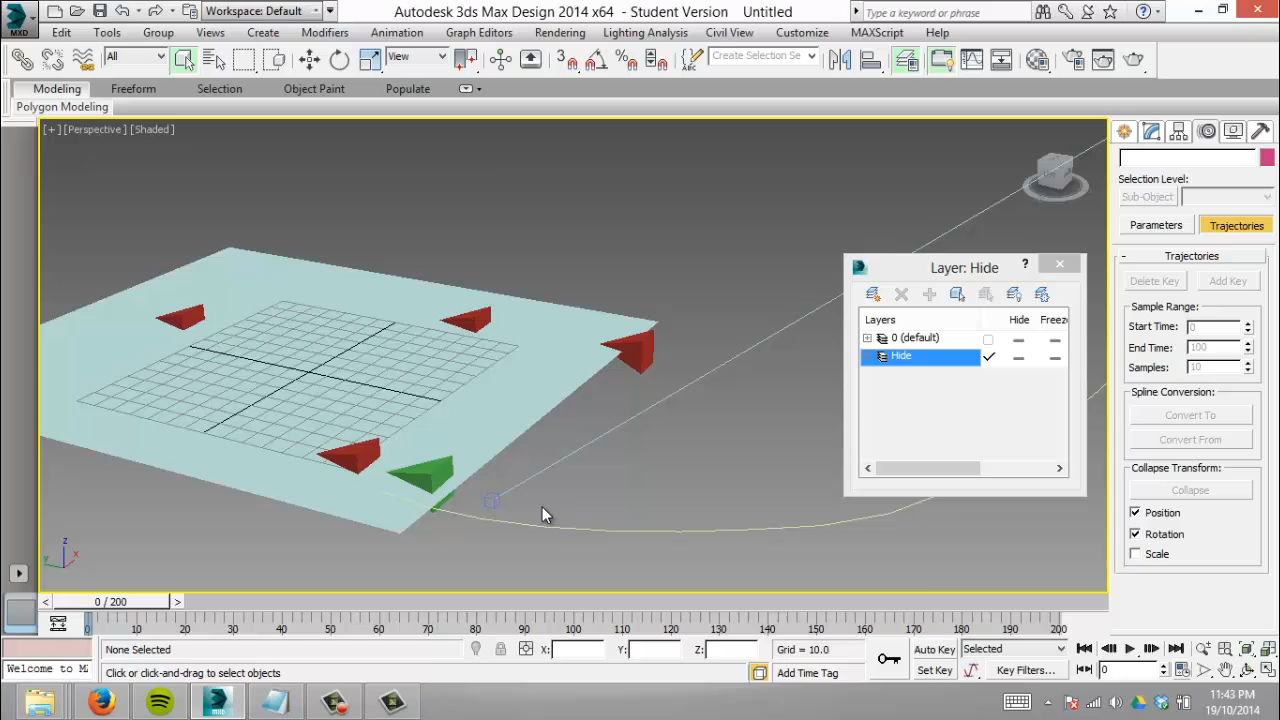 MXD Workspace: Default Autodesk 3ds Max Design 2014 x64 - Student Version Untitled Type a keyword or phrase
Edit Tools Group Views Create Modifiers Animation Graph Editors Rendering Lighting Analysis Civil View Customize MAXScript Help
All View 3 Create Selection Se
Modeling Freeform Selection Object Paint Populate
Polygon Modeling
[+] [Perspective] [Shaded]
Selection Level:
Sub-Object
Parameters Trajectories
- Trajectories
Delete Key Add Key
Sample Range:
Start Time: 0
End Time: 100
Samples: 10
Spline Conversion:
Convert To
Convert From
Collapse Transform:
Collapse
Position
Rotation
Scale
Layer: Hide ?
Layers Hide Freeze
0 (default)
Hide
z
y x
< 0 / 200 >
0 10 20 30 40 50 60 70 80 90 100 110 120 130 140 150 160 170 180 190 200
None Selected X: Y: Z: Grid = 10.0 Auto Key Selected
Welcome to M Click or click-and-drag to select objects Add Time Tag Set Key Key Filters... 0
11:43 PM
19/10/2014